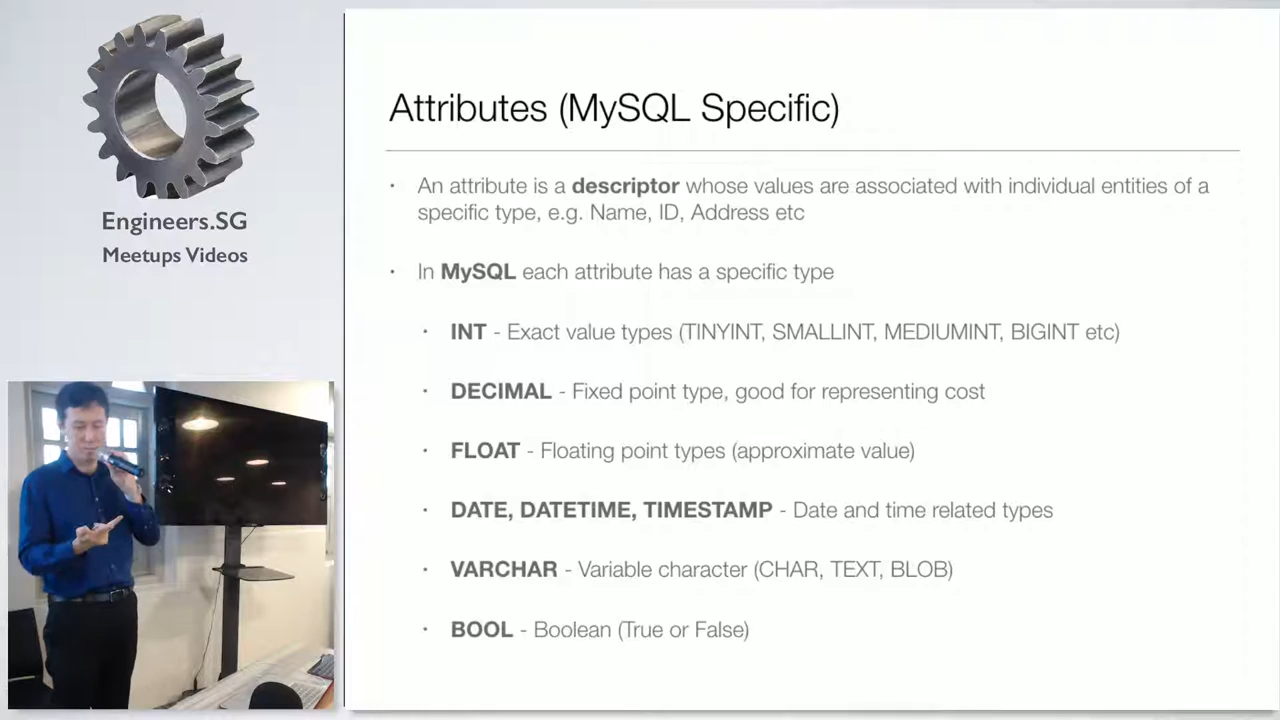 Engineers.SG
Meetups Videos
Attributes (MySQL Specific)
· An attribute is a descriptor whose values are associated with individual entities of a
specific type, e.g. Name, ID, Address etc
· In MySQL each attribute has a specific type
· INT - Exact value types (TINYINT, SMALLINT, MEDIUMINT, BIGINT etc)
· DECIMAL - Fixed point type, good for representing cost
· FLOAT - Floating point types (approximate value)
· DATE, DATETIME, TIMESTAMP - Date and time related types
· VARCHAR - Variable character (CHAR, TEXT, BLOB)
· BOOL - Boolean (True or False)